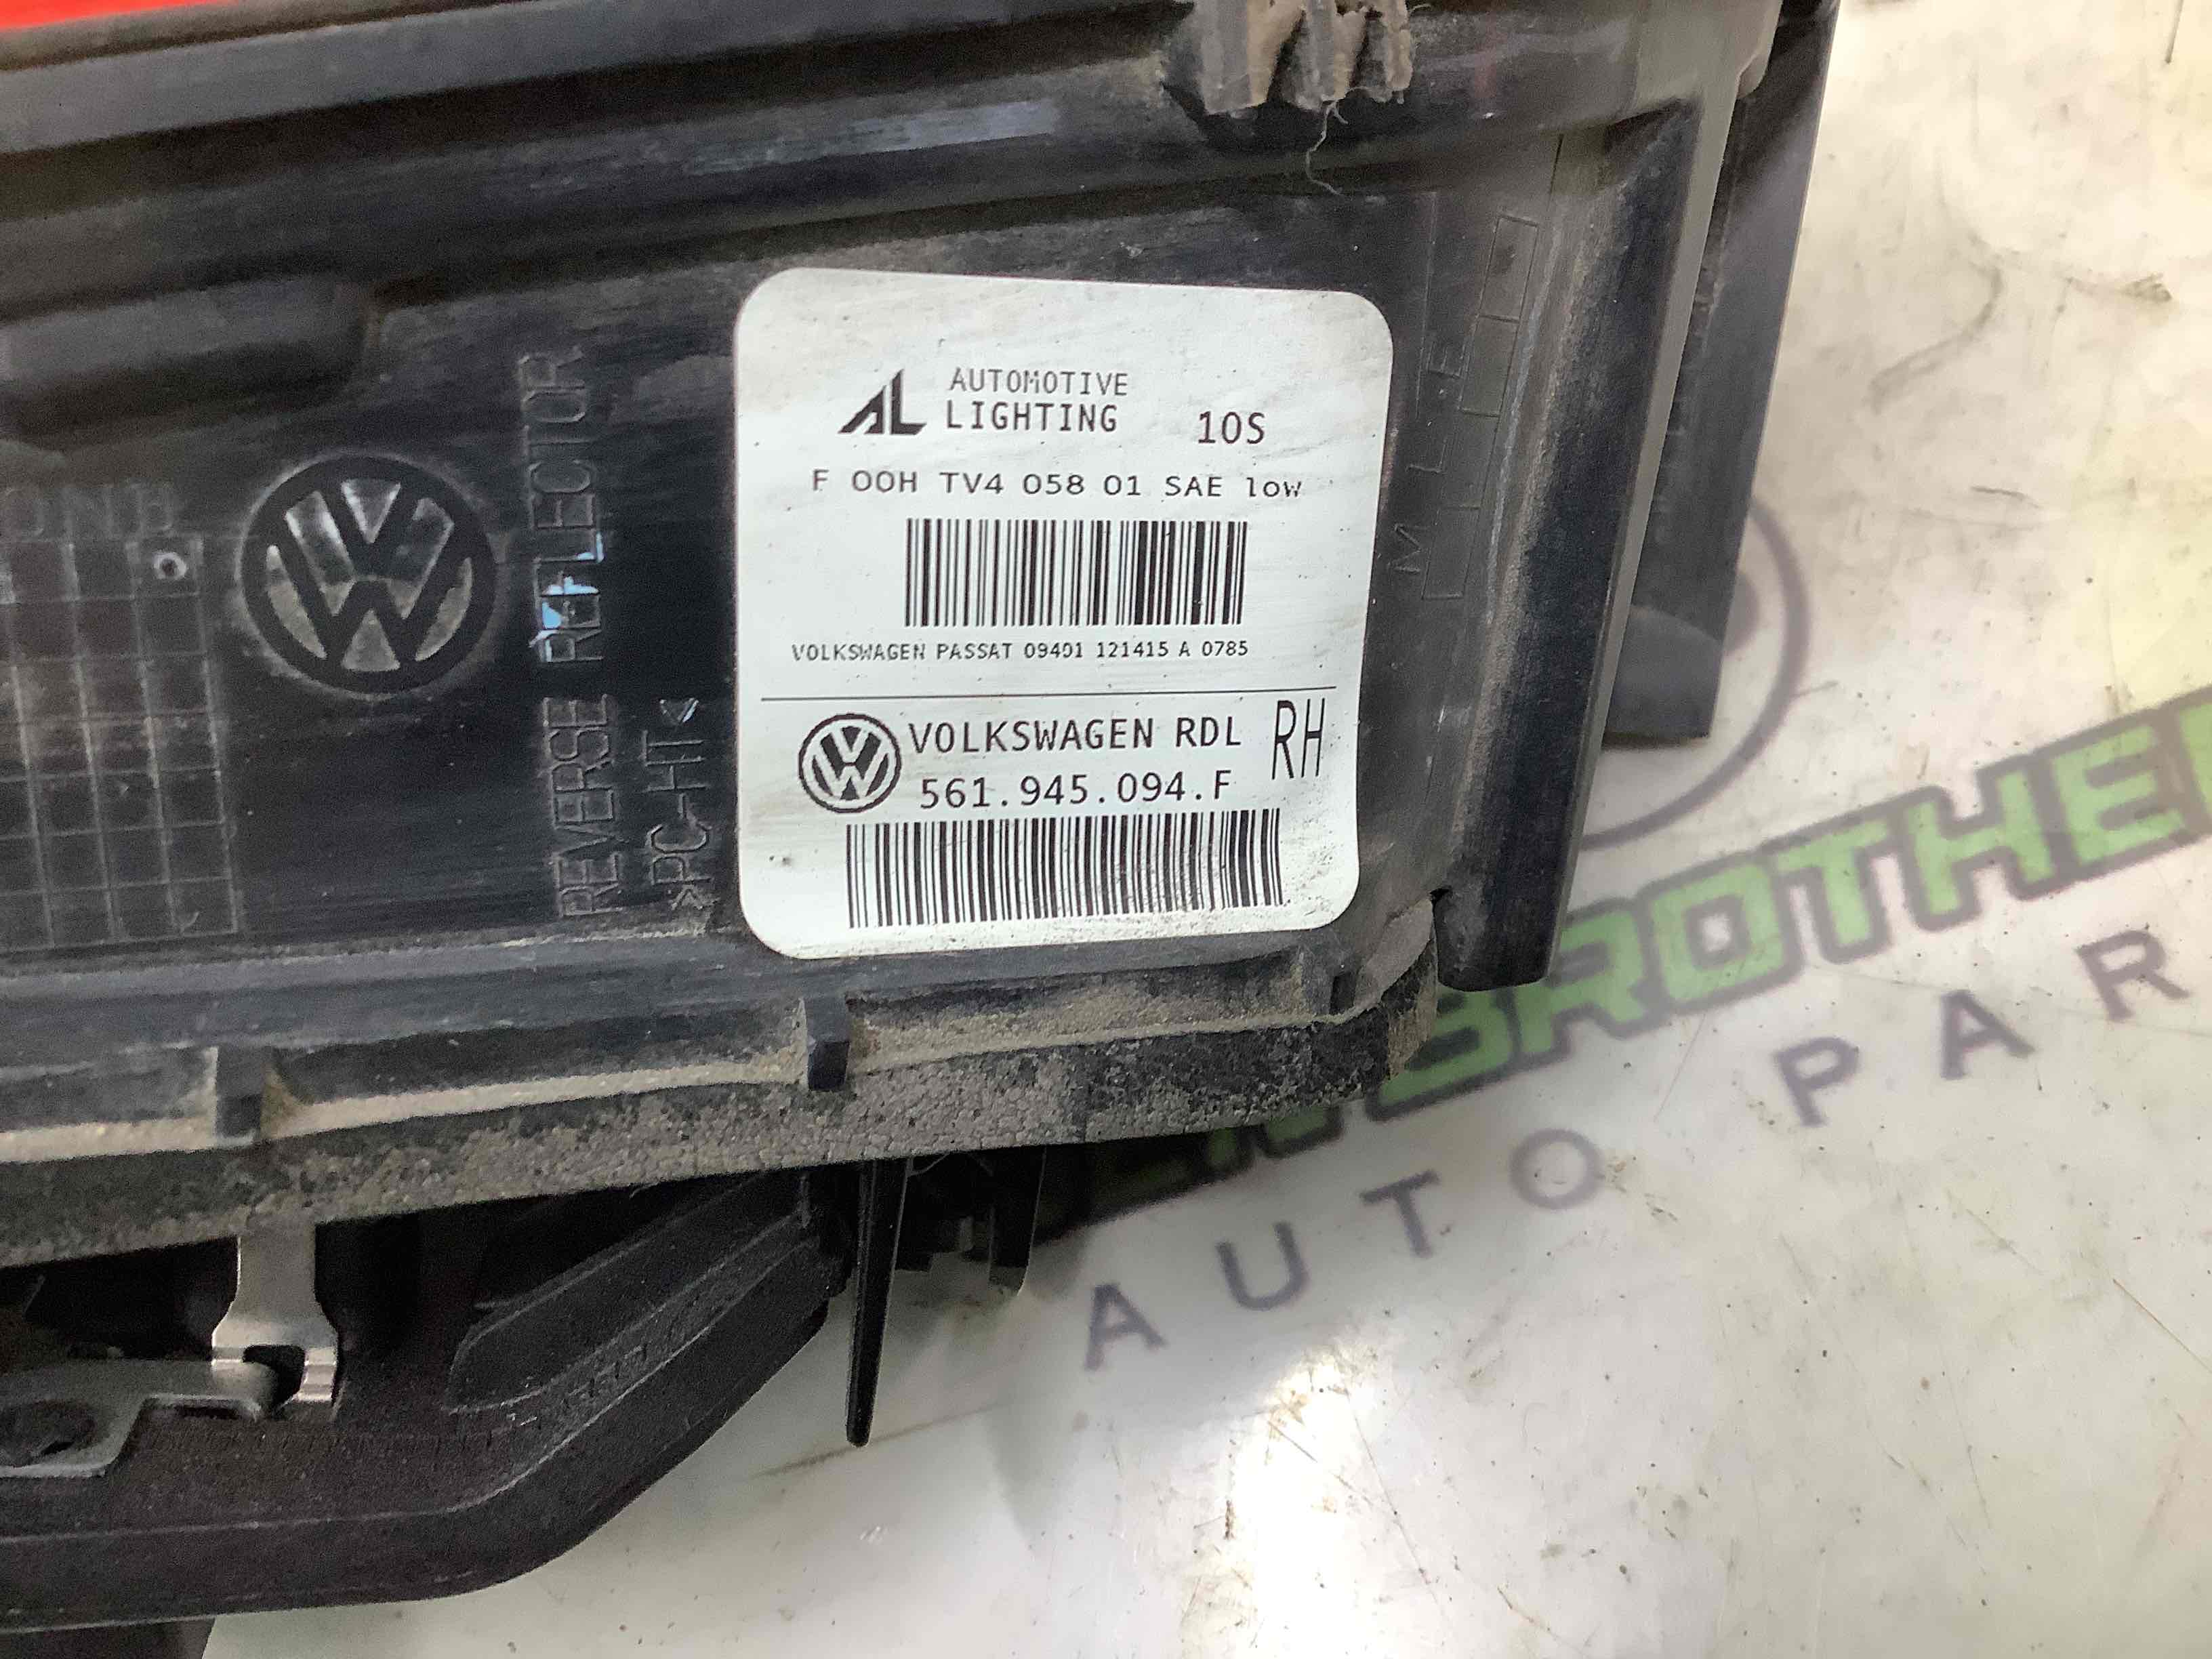 AUTOMOTIVE
LIGHTING
10S
F 00H TV4 058 01 SAE low
VOLKSWAGEN PASSAT 09401 121415 A 0785
VOLKSWAGEN RDL RH
561.945.094.F
REVERSE REFLECTOR
>PC-HT<
BROTHER
AUTO PAR